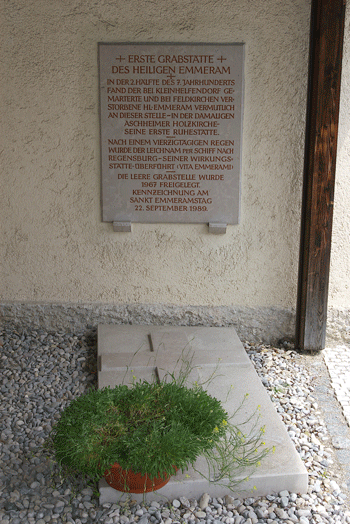 + ERSTE GRABSTÄTTE +
DES HEILIGEN EMMERAM
IN DER 2.HÄLFTE DES 7. JAHRHUNDERTS
FAND DER BEI KLEINHELFENDORF GE-
MARTERTE UND BEI FELDKIRCHEN VER-
STORBENE HL·EMMERAM VERMUTLICH
AN DIESER STELLE-IN DER DAMALIGEN
ASCHHEIMER HOLZKIRCHE-
SEINE ERSTE RUHESTÄTTE.
NACH EINEM VIERZIGTÄGIGEN REGEN
WURDE DER LEICHNAM PER SCHIFF NACH
REGENSBURG-SEINER WIRKUNGS-
STÄTTE-ÜBERFÜHRT (VITA EMMERAMI)
DIE LEERE GRABSTELLE WURDE
1967 FREIGELEGT.
KENNZEICHNUNG AM
SANKT EMMERAMSTAG
22. SEPTEMBER 1989.